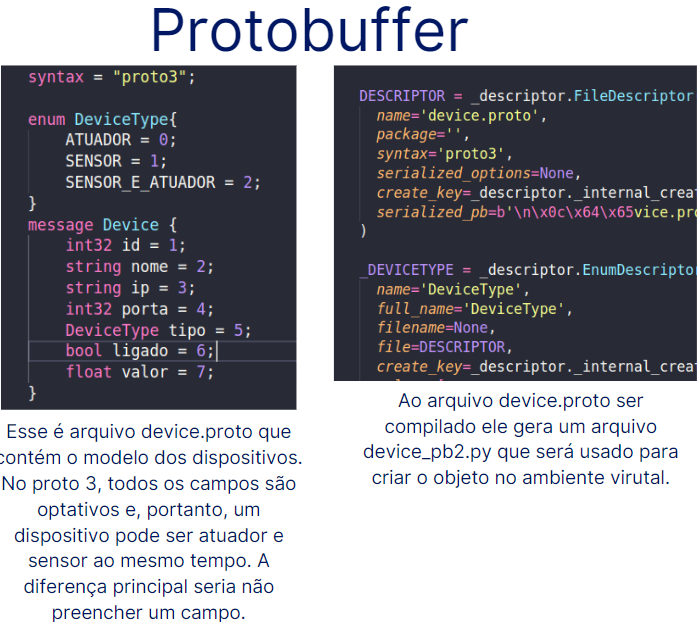 Protobuffer
syntax = "proto3";
enum DeviceType{
ATUADOR = 0;
SENSOR = 1;
SENSOR_E_ATUADOR = 2;
}
message Device {
int32 id = 1;
string nome = 2;
string ip = 3;
int32 porta = 4;
DeviceType tipo = 5;
bool ligado = 6;
float valor = 7;
}
Esse é arquivo device.proto que
contém o modelo dos dispositivos.
No proto 3, todos os campos são
optativos e, portanto, um
dispositivo pode ser atuador e
sensor ao mesmo tempo. A
diferença principal seria não
preencher um campo.
DESCRIPTOR = _descriptor.FileDescriptor
name='device.proto',
package='',
syntax='proto3',
serialized_options=None,
create_key=_descriptor._internal_crea
serialized_pb=b'\n\x0c\x64\x65vice.pro
)
_DEVICETYPE = _descriptor.EnumDescripto
name='DeviceType',
full_name='DeviceType',
filename=None,
file=DESCRIPTOR,
create_key=_descriptor._internal_crea
Ao arquivo device.proto ser
compilado ele gera um arquivo
device_pb2.py que será usado para
criar o objeto no ambiente virutal.